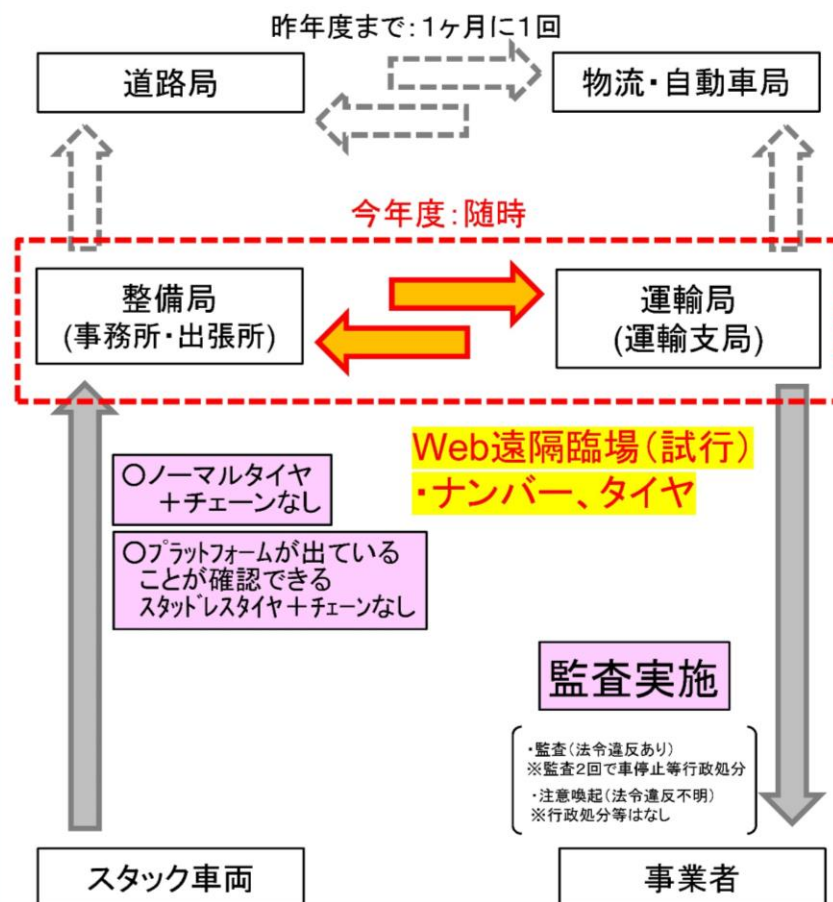 昨年度まで：１ヶ月に１回
道路局
物流・自動車局
今年度：随時
整備局
(事務所・出張所)
運輸局
(運輸支局)
Web遠隔臨場（試行）
・ナンバー、タイヤ
○ノーマルタイヤ
＋チェーンなし
○プラットフォームが出ている
ことが確認できる
スタッドレスタイヤ＋チェーンなし
監査実施
・監査（法令違反あり）
※監査２回で車停止等行政処分
・注意喚起（法令違反不明）
※行政処分等はなし
スタック車両
事業者